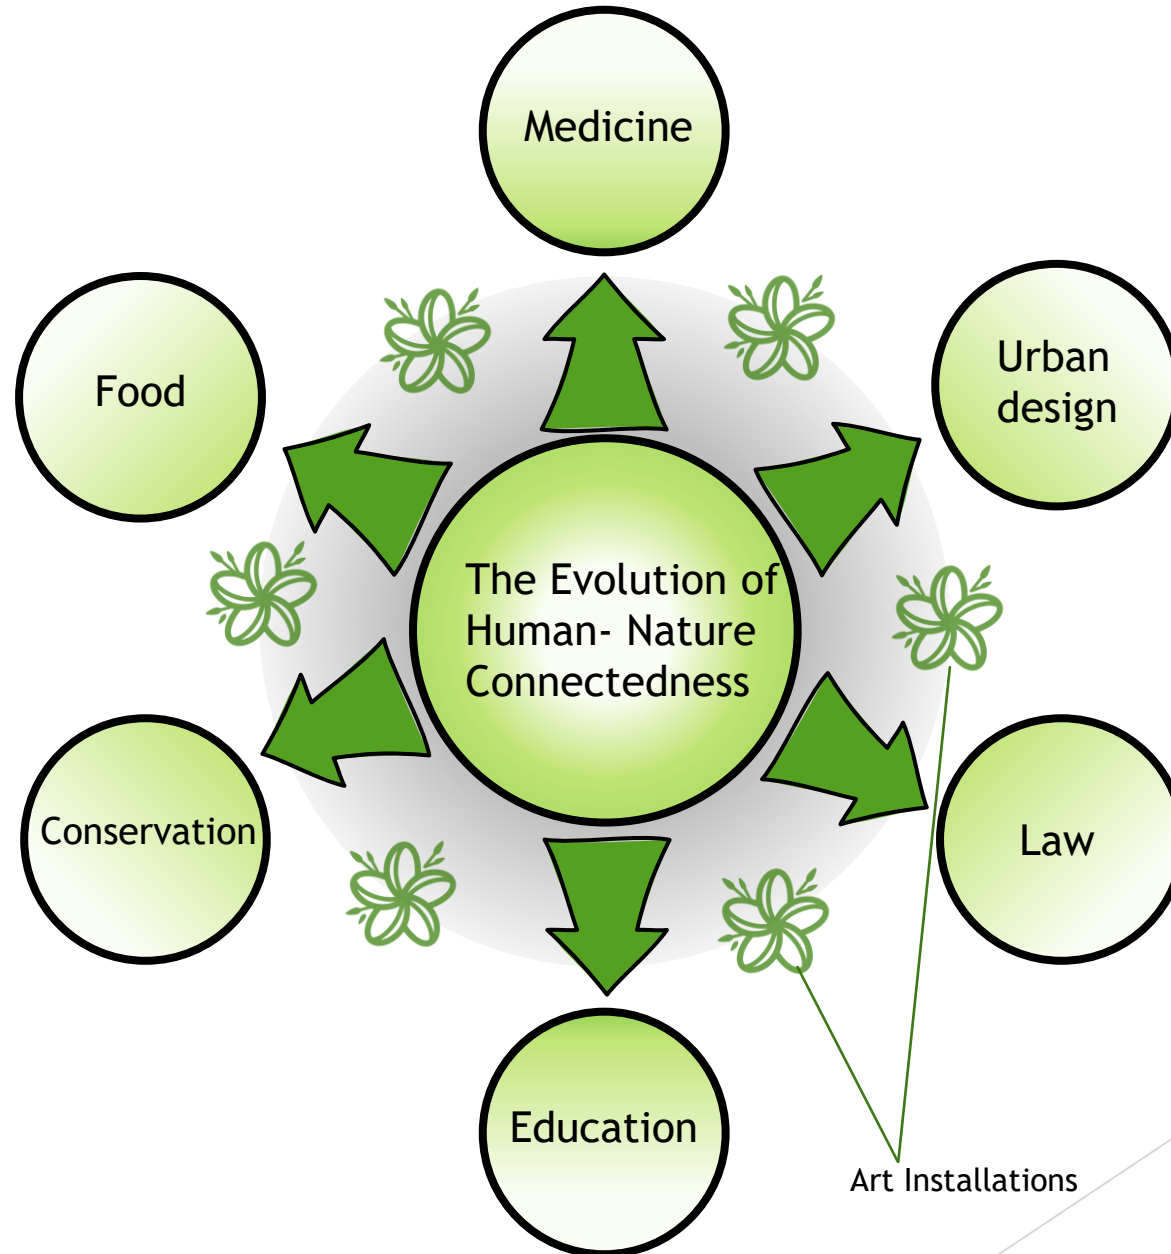 Medicine
Urban
design
Food
The Evolution of
Human- Nature
Connectedness
Conservation
Law
Education
Art Installations